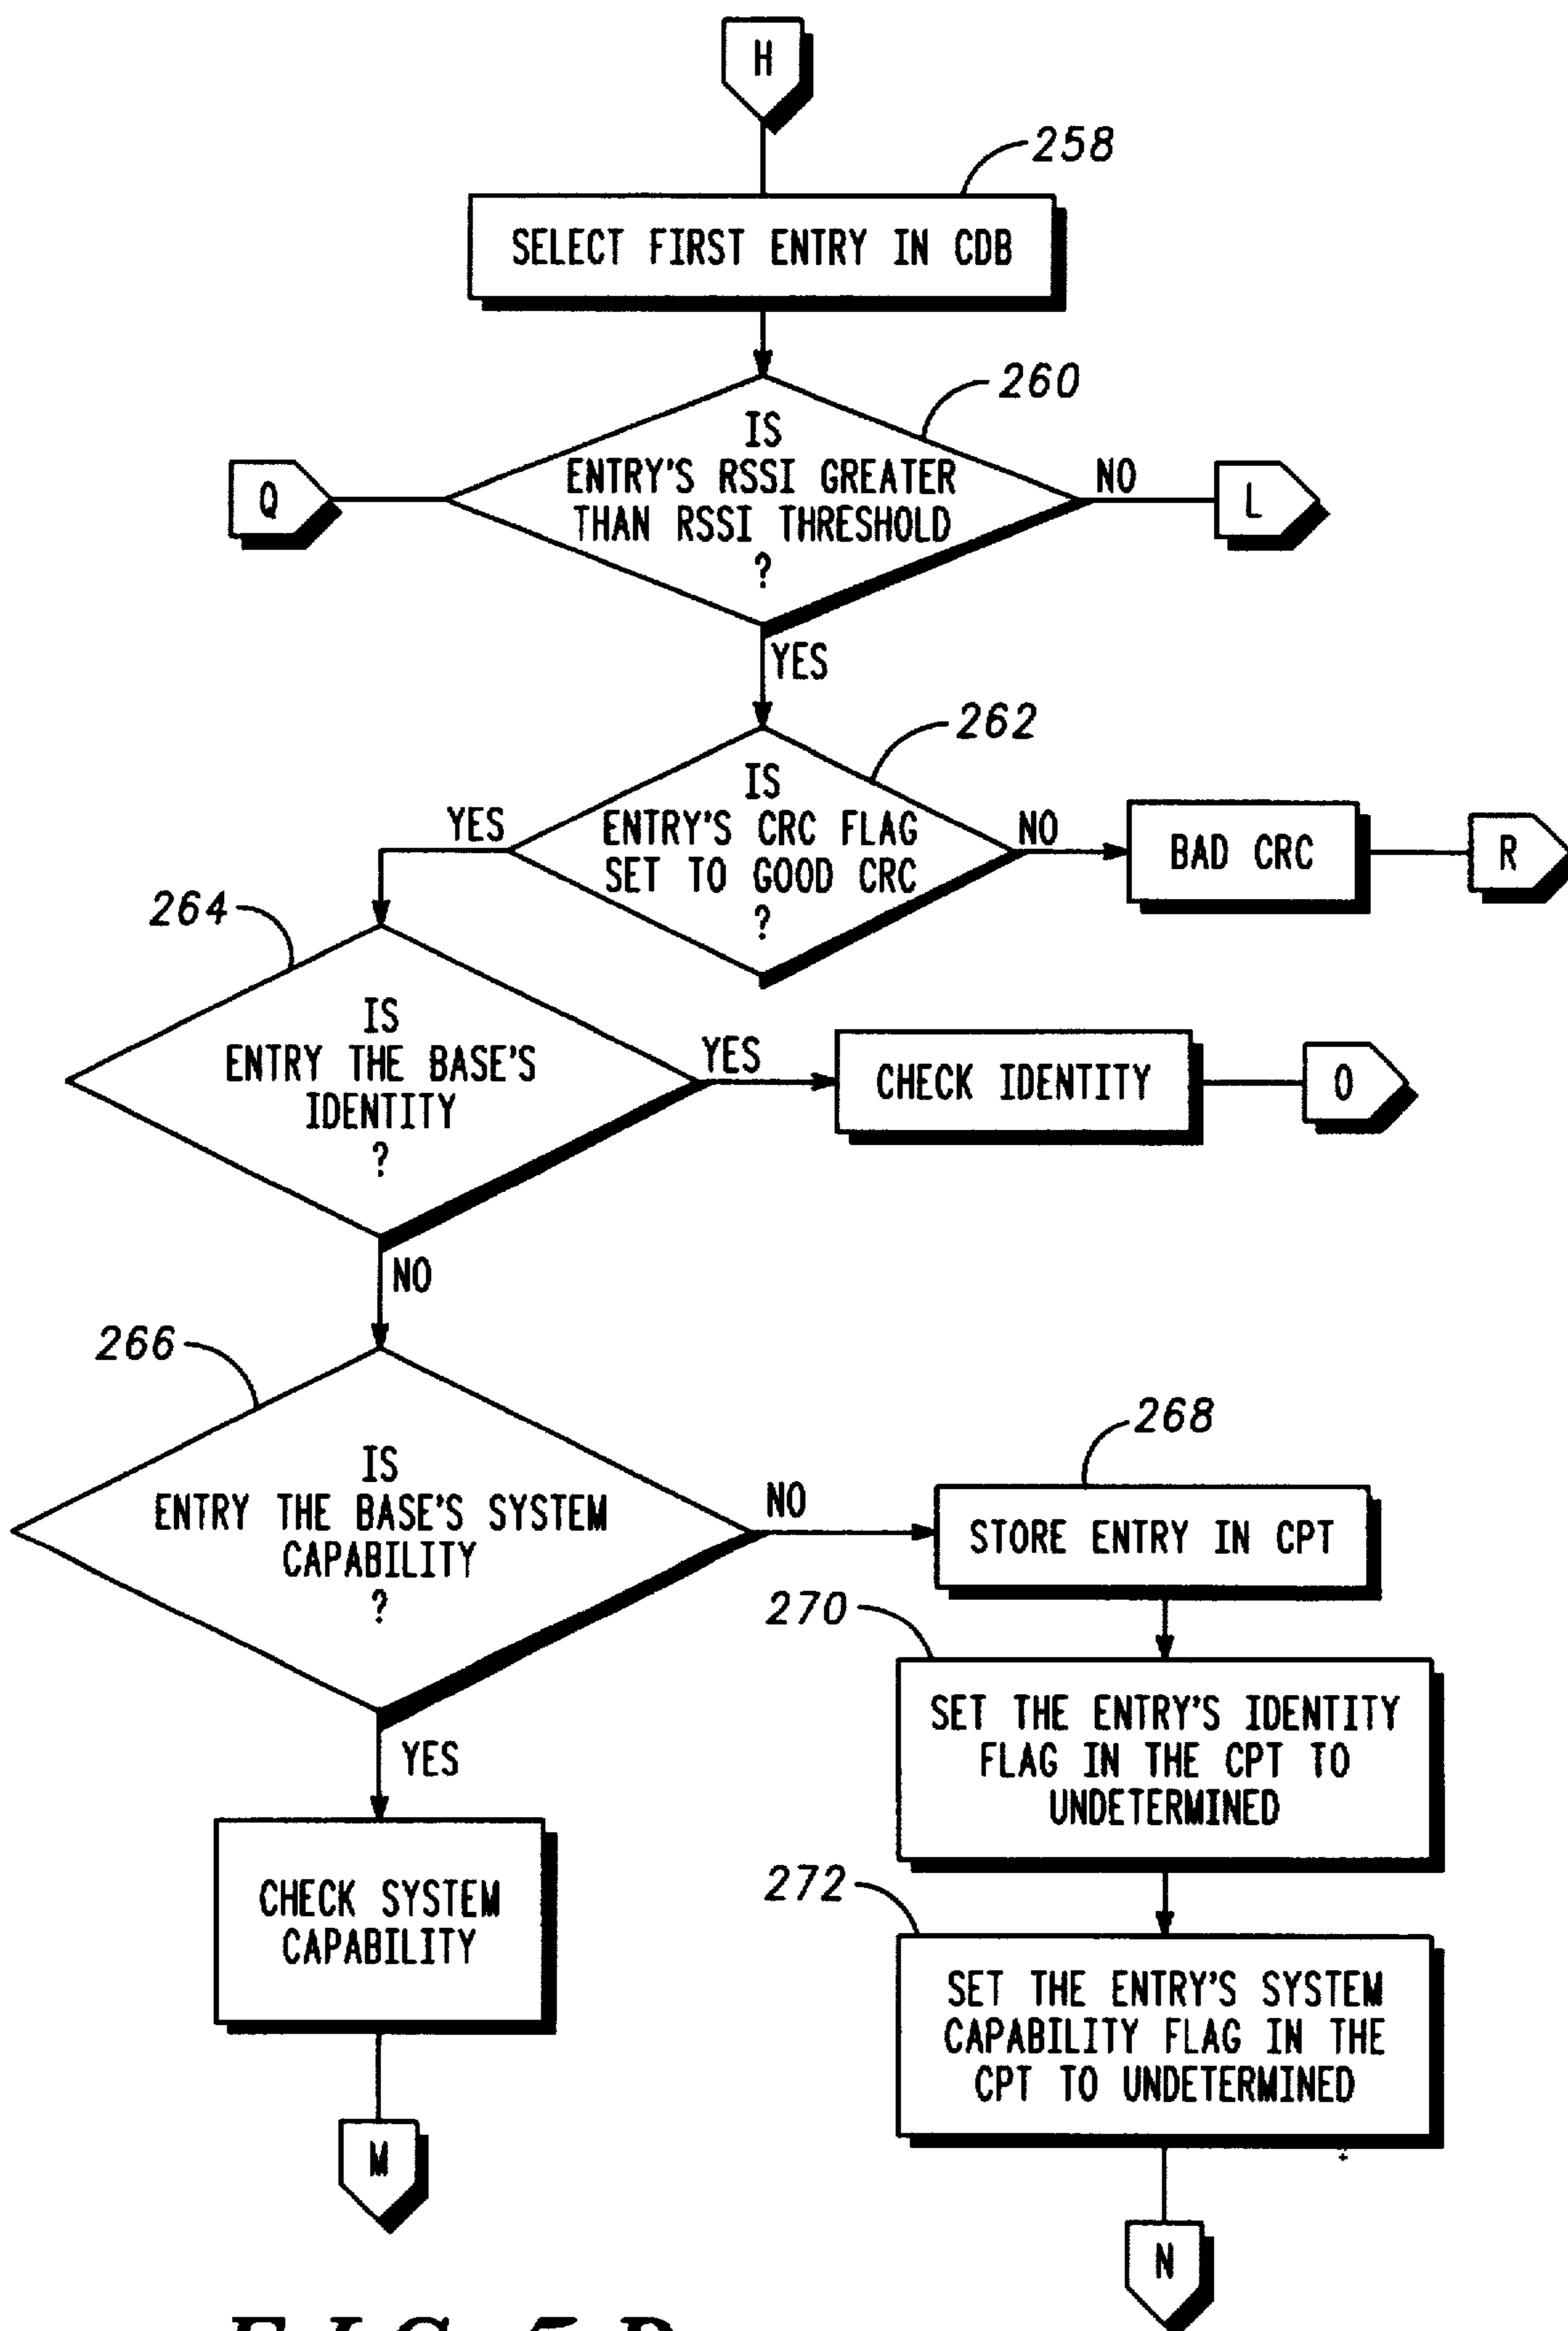 H
258
SELECT FIRST ENTRY IN CDB
260
IS
ENTRY'S RSSI GREATER
THAN RSSI THRESHOLD
?
Q
NO
L
YES
262
IS
ENTRY'S CRC FLAG
SET TO GOOD CRC
?
YES
NO
BAD CRC
R
264
IS
ENTRY THE BASE'S
IDENTITY
?
YES
CHECK IDENTITY
O
NO
266
IS
ENTRY THE BASE'S SYSTEM
CAPABILITY
?
NO
268
STORE ENTRY IN CPT
270
SET THE ENTRY'S IDENTITY
FLAG IN THE CPT TO
UNDETERMINED
YES
CHECK SYSTEM
CAPABILITY
272
SET THE ENTRY'S SYSTEM
CAPABILITY FLAG IN THE
CPT TO UNDETERMINED
M
N